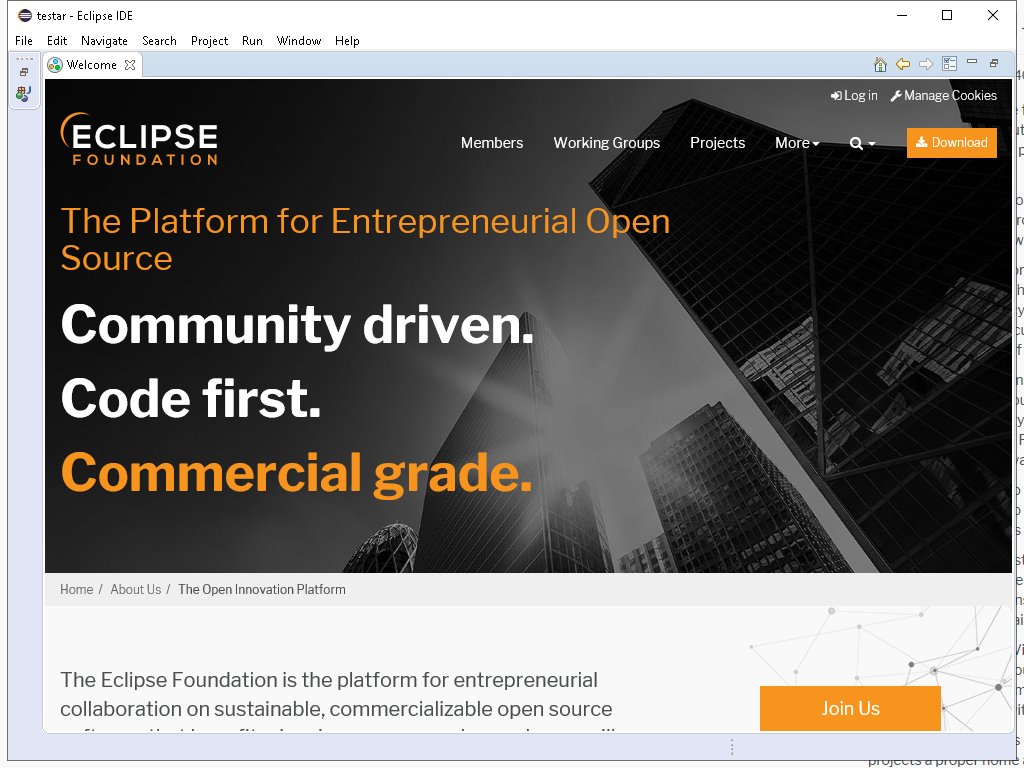 testar - Eclipse IDE
File Edit Navigate Search Project Run Window Help
Welcome
Log in Manage Cookies
ECLIPSE
FOUNDATION
Members Working Groups Projects More Download
The Platform for Entrepreneurial Open
Source
Community driven.
Code first.
Commercial grade.
Home / About Us / The Open Innovation Platform
The Eclipse Foundation is the platform for entrepreneurial
collaboration on sustainable, commercializable open source
Join Us
projects a proper home